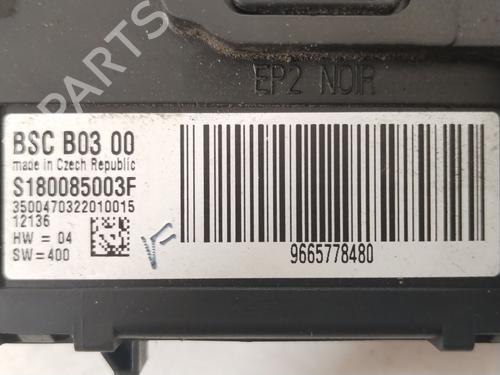 EP2 NOIR
BSC B03 00
made in Czech Republic
S180085003F
3500470322010015
12136
HW = 04
SW=400
9665778480
B-PARTS